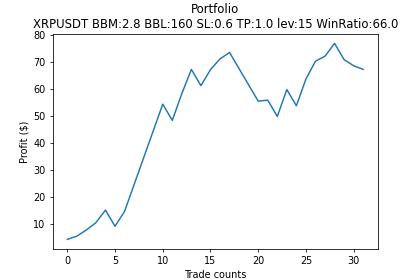 Portfolio
XRPUSDT BBM:2.8 BBL:160 SL:0.6 TP:1.0 lev:15 WinRatio:66.0
80
70
60
50
40
30
20
10
Profit ($)
0 5 10 15 20 25 30
Trade counts